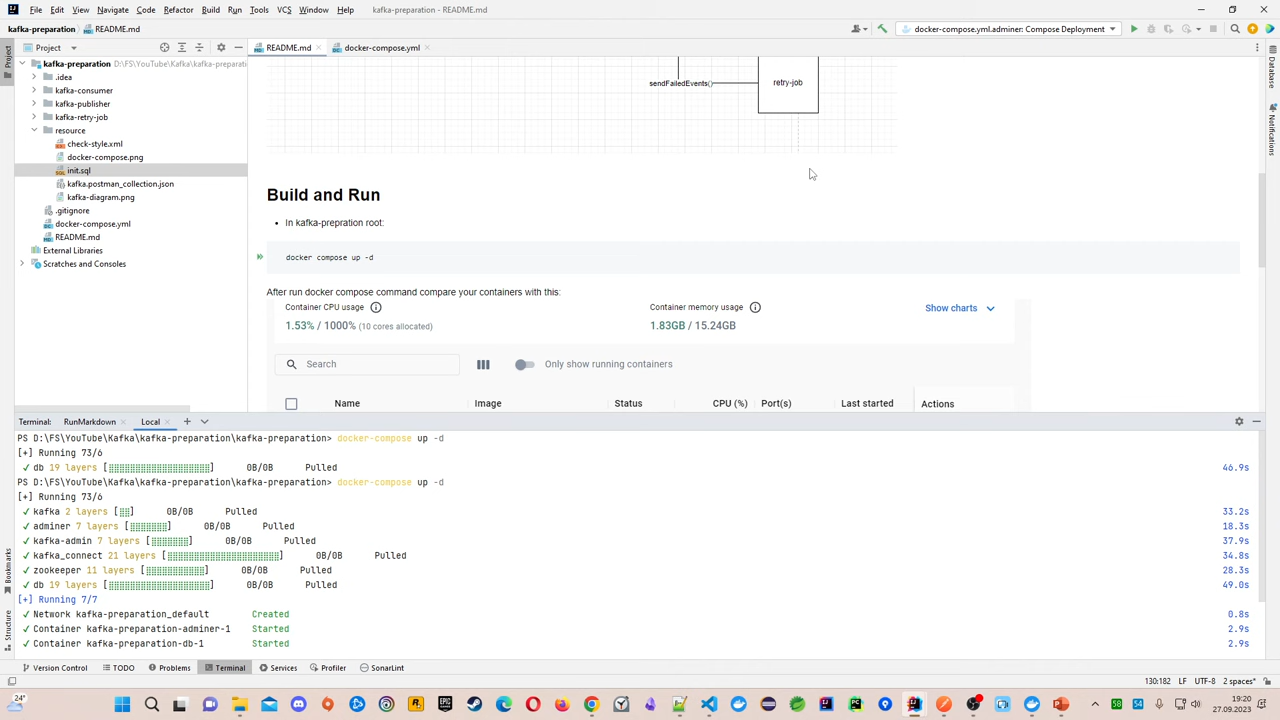 File Edit View Navigate Code Refactor Build Run Tools VCS Window Help kafka-preparation - README.md
kafka-preparation README.md docker-compose.yml.adminer: Compose Deployment
Project README.md docker-compose.yml
kafka-preparation D:\FS\YouTube\Kafka\kafka-preparati
.idea
kafka-consumer
kafka-publisher
kafka-retry-job
resource
check-style.xml
docker-compose.png
init.sql
kafka.postman_collection.json
kafka-diagram.png
.gitignore
docker-compose.yml
README.md
External Libraries
Scratches and Consoles
Project
Bookmarks
Structure
Database
Notifications
sendFailedEvents() retry-job
Build and Run
• In kafka-prepration root:
docker compose up -d
After run docker compose command compare your containers with this:
Container CPU usage Container memory usage Show charts
1.53% / 1000% (10 cores allocated) 1.83GB / 15.24GB
Search Only show running containers
Name Image Status CPU (%) Port(s) Last started Actions
Terminal: RunMarkdown Local
PS D:\FS\YouTube\Kafka\kafka-preparation\kafka-preparation> docker-compose up -d
[+] Running 73/6
✓ db 19 layers [⣿⣿⣿⣿⣿⣿⣿⣿⣿⣿⣿⣿⣿⣿⣿⣿⣿⣿⣿] 0B/0B Pulled 46.9s
PS D:\FS\YouTube\Kafka\kafka-preparation\kafka-preparation> docker-compose up -d
[+] Running 73/6
✓ kafka 2 layers [⣿⣿] 0B/0B Pulled 33.2s
✓ adminer 7 layers [⣿⣿⣿⣿⣿⣿⣿] 0B/0B Pulled 18.3s
✓ kafka-admin 7 layers [⣿⣿⣿⣿⣿⣿⣿] 0B/0B Pulled 37.9s
✓ kafka_connect 21 layers [⣿⣿⣿⣿⣿⣿⣿⣿⣿⣿⣿⣿⣿⣿⣿⣿⣿⣿⣿⣿⣿] 0B/0B Pulled 34.8s
✓ zookeeper 11 layers [⣿⣿⣿⣿⣿⣿⣿⣿⣿⣿⣿] 0B/0B Pulled 28.3s
✓ db 19 layers [⣿⣿⣿⣿⣿⣿⣿⣿⣿⣿⣿⣿⣿⣿⣿⣿⣿⣿⣿] 0B/0B Pulled 49.0s
[+] Running 7/7
✓ Network kafka-preparation_default Created 0.8s
✓ Container kafka-preparation-adminer-1 Started 2.9s
✓ Container kafka-preparation-db-1 Started 2.9s
Version Control TODO Problems Terminal Services Profiler SonarLint
130:182 LF UTF-8 2 spaces*
24° 19:20
27.09.2023